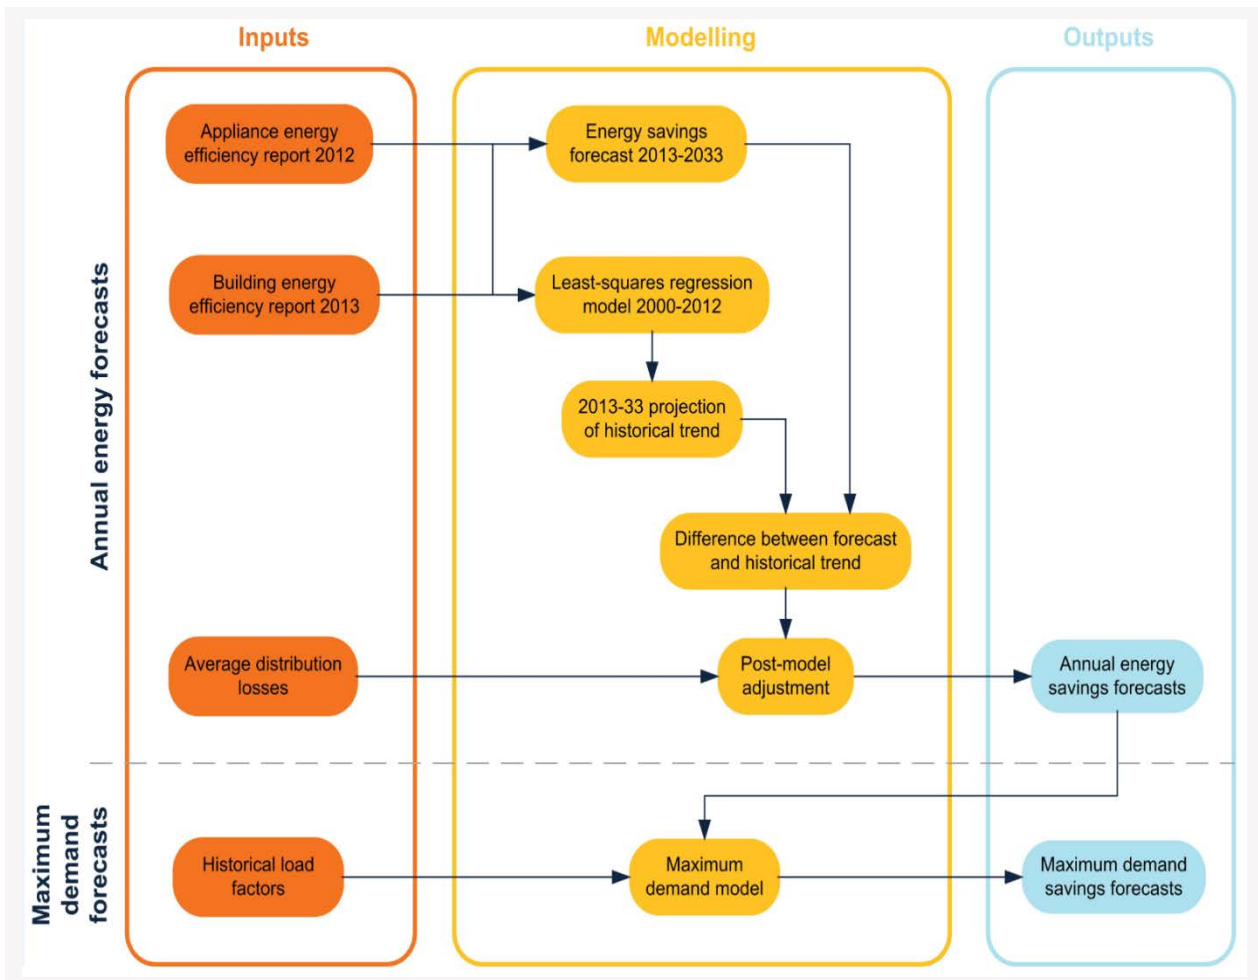 Inputs
Modelling
Outputs
Annual energy forecasts
Appliance energy
efficiency report 2012
Energy savings
forecast 2013-2033
Building energy
efficiency report 2013
Least-squares regression
model 2000-2012
2013-33 projection
of historical trend
Difference between forecast
and historical trend
Average distribution
losses
Post-model
adjustment
Annual energy
savings forecasts
Maximum
demand
forecasts
Historical load
factors
Maximum
demand model
Maximum demand
savings forecasts